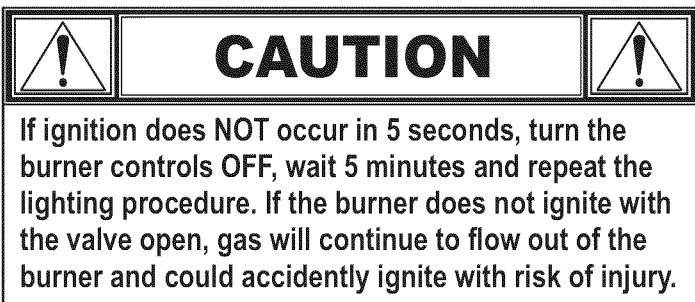 CAUTION
If ignition does NOT occur in 5 seconds, turn the
burner controls OFF, wait 5 minutes and repeat the
lighting procedure. If the burner does not ignite with
the valve open, gas will continue to flow out of the
burner and could accidently ignite with risk of injury.